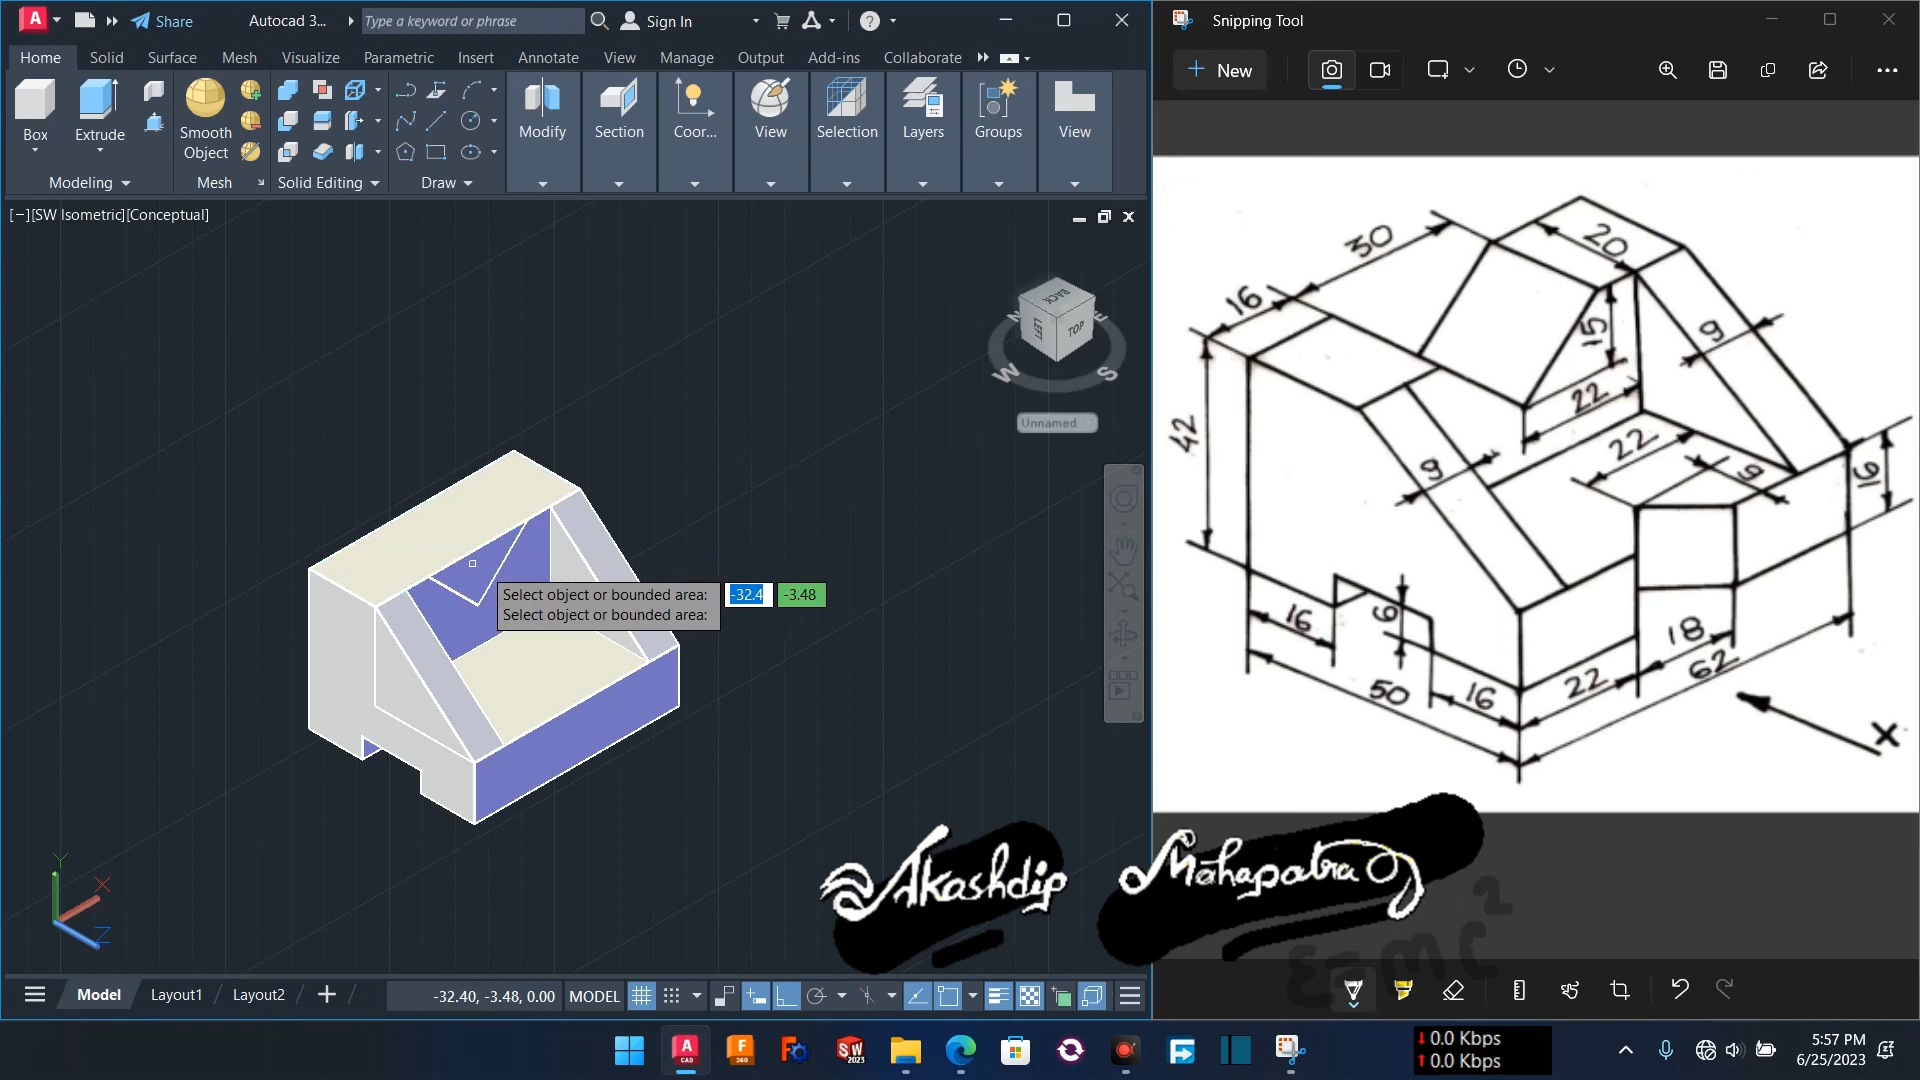 Share
Autocad 3...
Type a keyword or phrase
Sign In
Home Solid Surface Mesh Visualize Parametric Insert Annotate View Manage Output Add-ins Collaborate
Box
Extrude
Smooth
Object
Modify
Section
Coor...
View
Selection
Layers
Groups
View
Modeling
Mesh
Solid Editing
Draw
[−][SW Isometric][Conceptual]
BACK
LEFT
TOP
N
E
W
S
Unnamed
Select object or bounded area:
Select object or bounded area:
-32.4
-3.48
Y
X
Z
Model
Layout1
Layout2
-32.40, -3.48, 0.00
MODEL
Snipping Tool
New
30
20
16
15
9
42
22
22
9
9
16
16
6
18
62
50
16
22
X
Akashdip Mahapatra
E=mc²
0.0 Kbps
0.0 Kbps
5:57 PM
6/25/2023